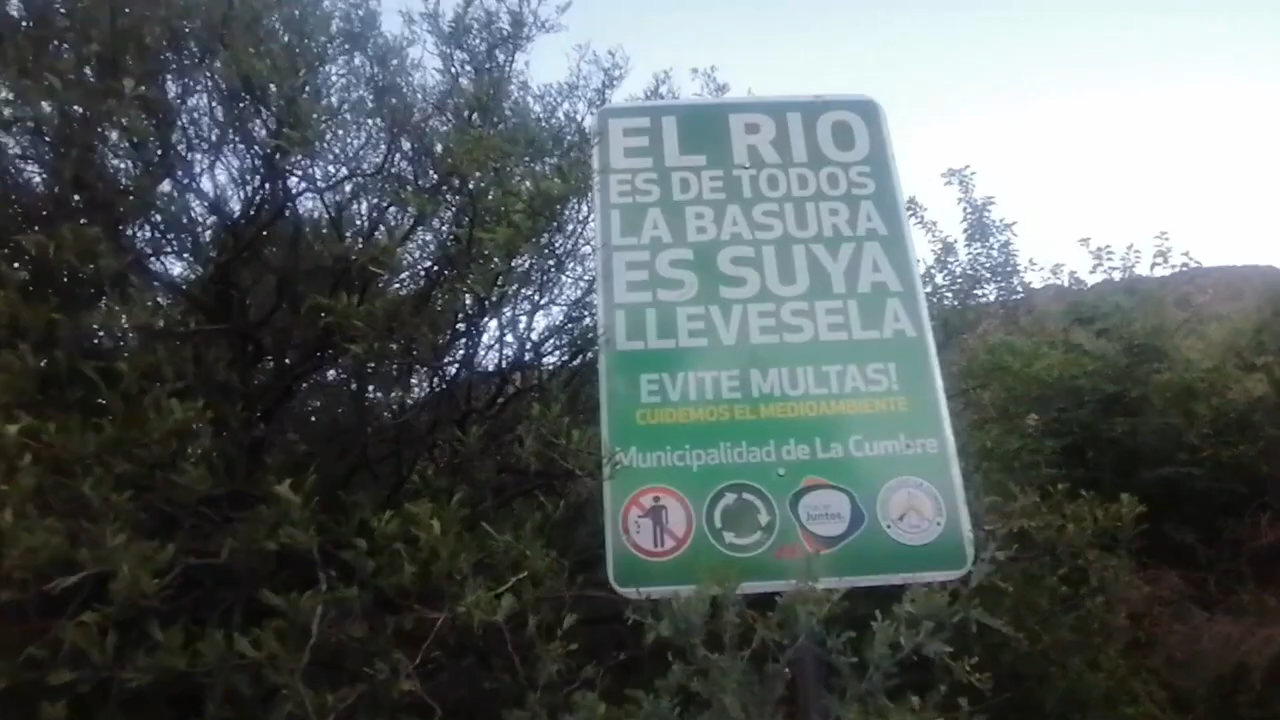 EL RIO
ES DE TODOS
LA BASURA
ES SUYA
LLEVESELA
EVITE MULTAS!
CUIDEMOS EL MEDIOAMBIENTE
Municipalidad de La Cumbre
Juntos.